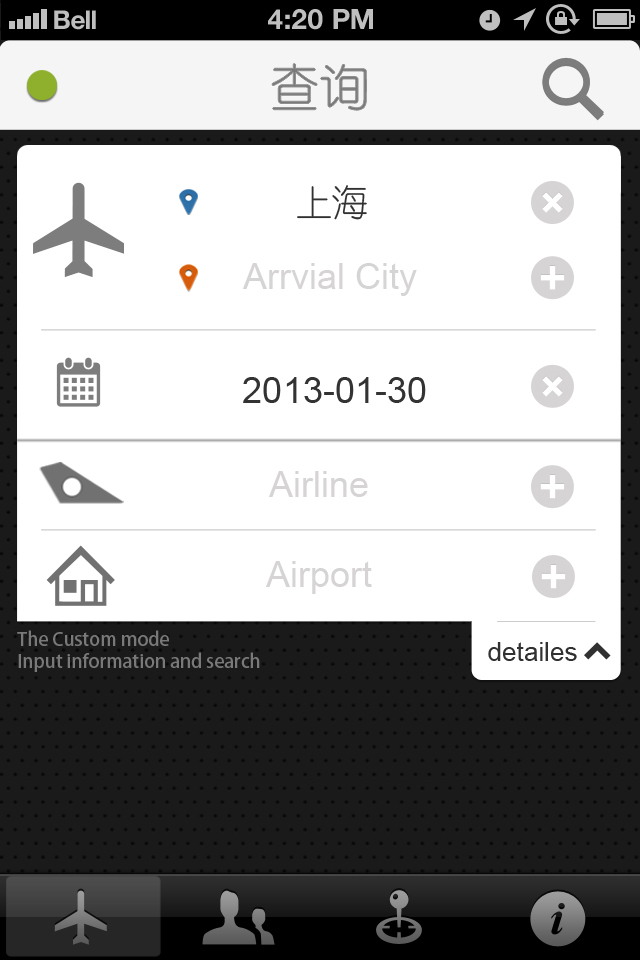 Bell 4:20 PM
查询
上海
Arrvial City
2013-01-30
Airline
Airport
The Custom mode
Input information and search
detailes
i